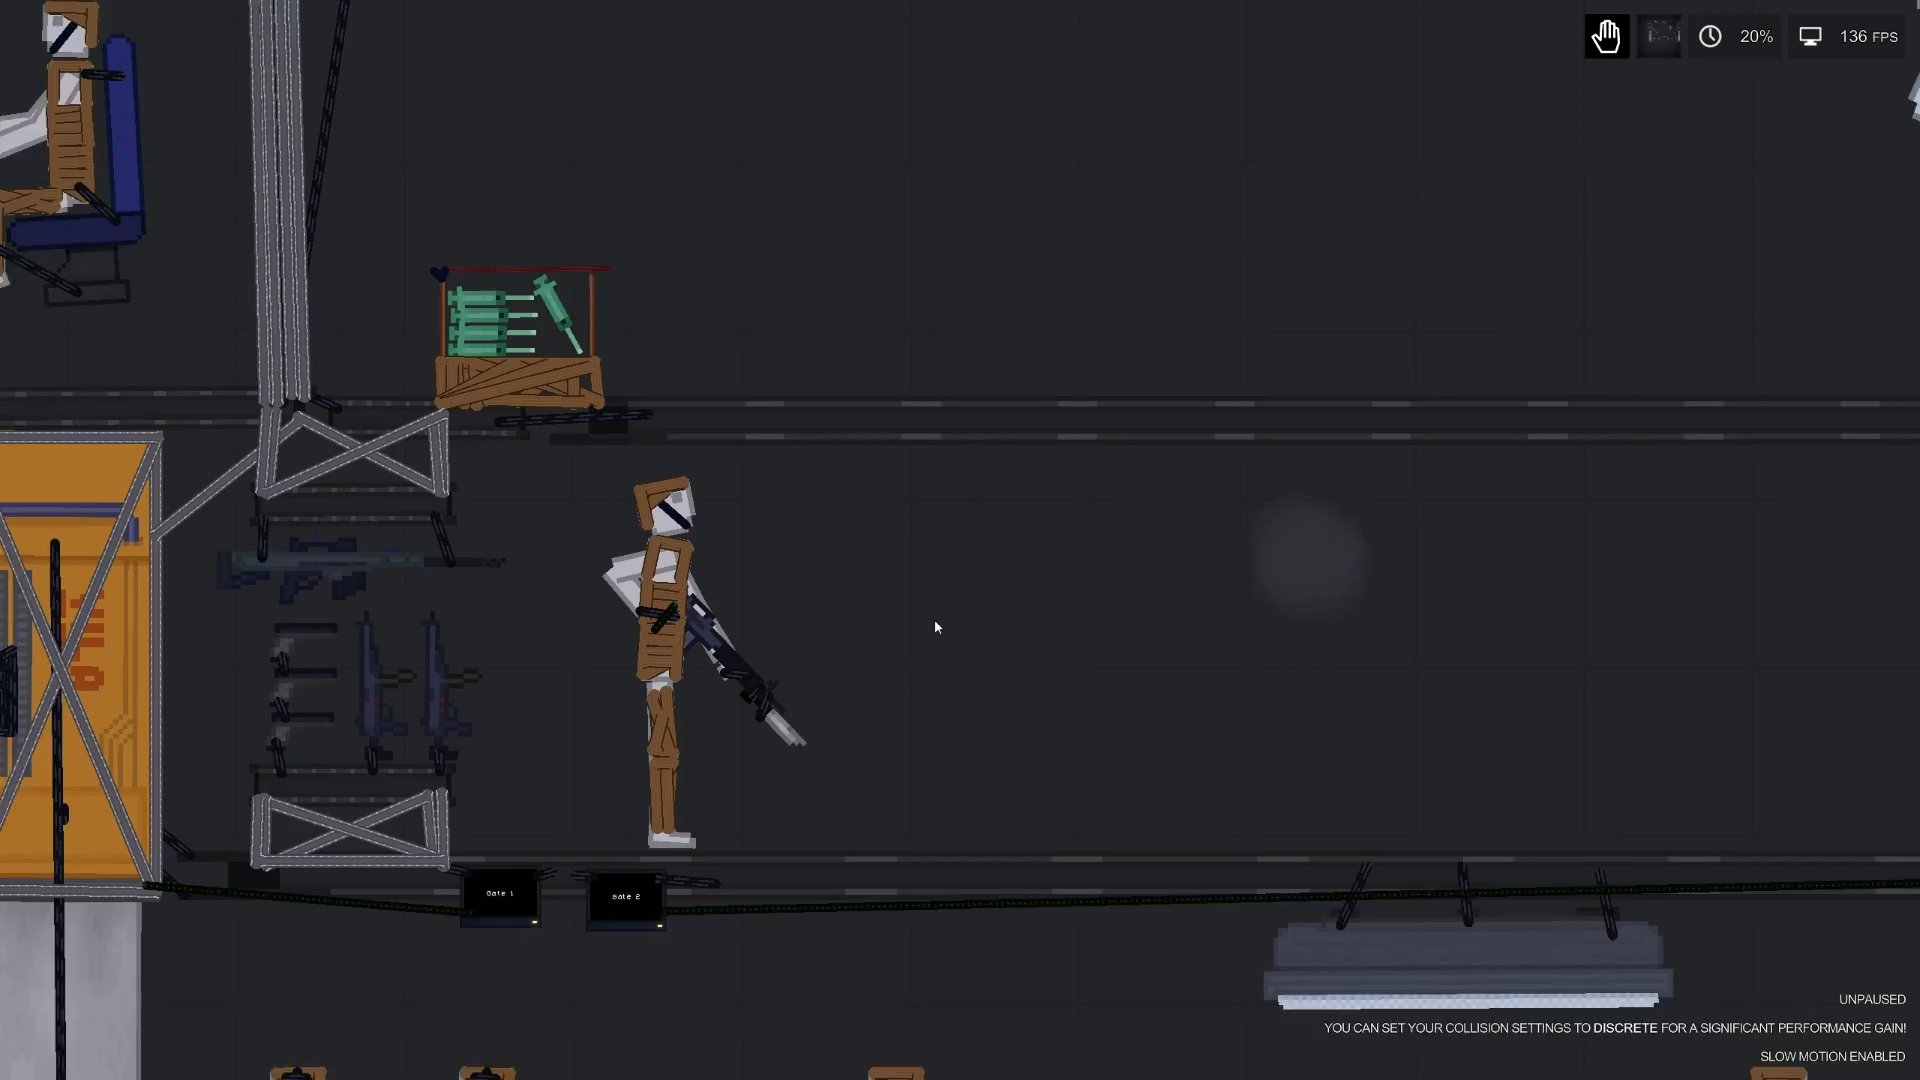 20%
136 FPS
Gate 1
Gate 2
UNPAUSED
YOU CAN SET YOUR COLLISION SETTINGS TO DISCRETE FOR A SIGNIFICANT PERFORMANCE GAIN!
SLOW MOTION ENABLED